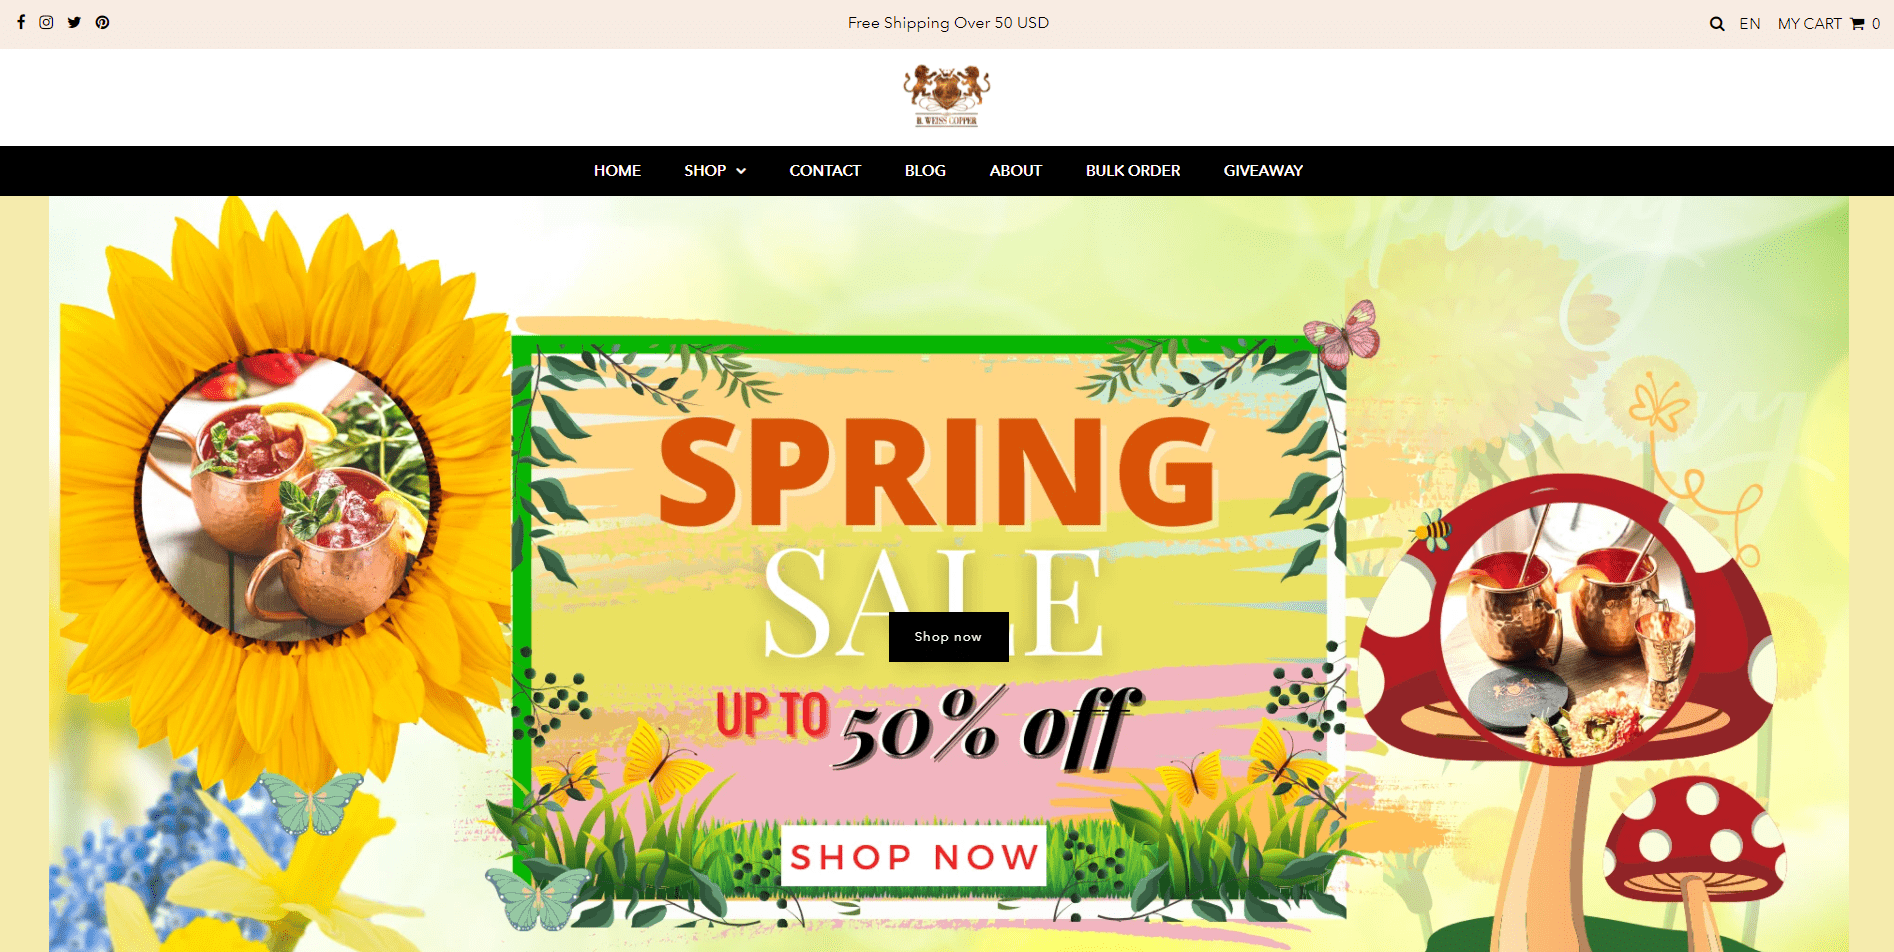 Free Shipping Over 50 USD
EN MY CART 0
B. WEISS COPPER
HOME SHOP CONTACT BLOG ABOUT BULK ORDER GIVEAWAY
Spring
SPRING
SALE
Shop now
UP TO 50% off
SHOP NOW